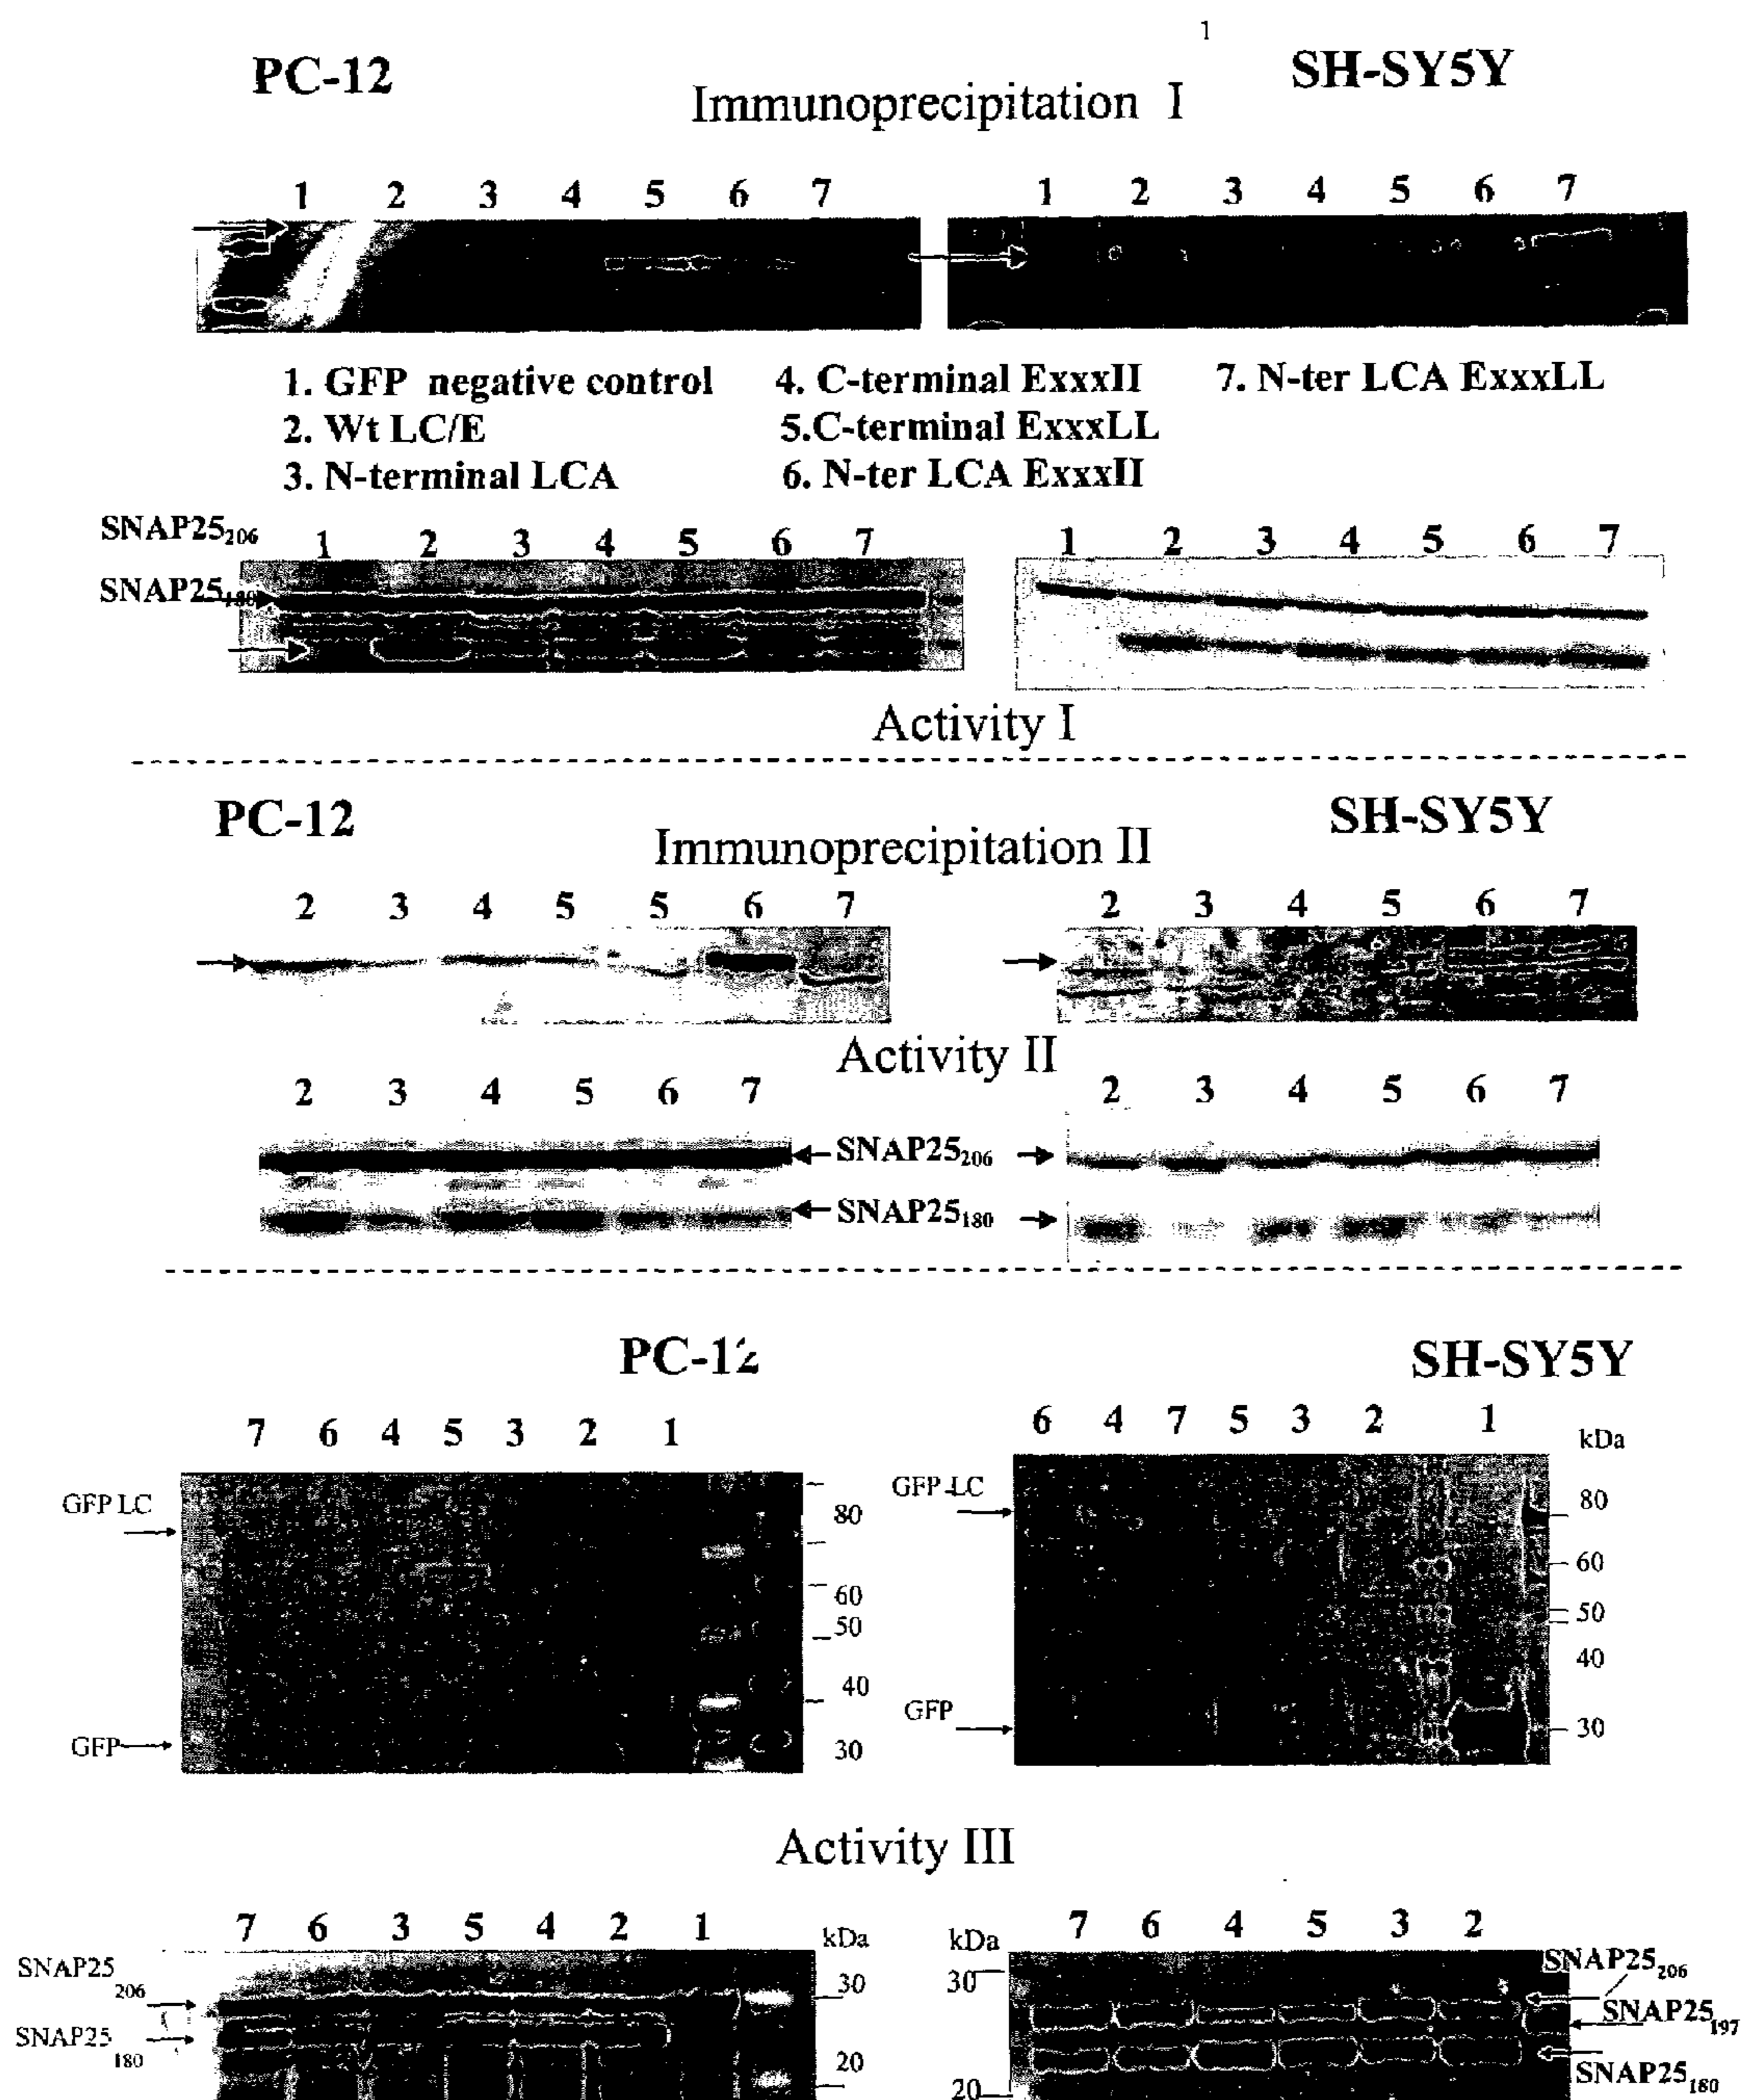 1
PC-12
SH-SY5Y
Immunoprecipitation I
1 2 3 4 5 6 7
1 2 3 4 5 6 7
1. GFP negative control
4. C-terminal ExxxII
7. N-ter LCA ExxxLL
2. Wt LC/E
5.C-terminal ExxxLL
3. N-terminal LCA
6. N-ter LCA ExxxII
SNAP25206
1 2 3 4 5 6 7
1 2 3 4 5 6 7
SNAP25180
Activity I
PC-12
SH-SY5Y
Immunoprecipitation II
2 3 4 5 5 6 7
2 3 4 5 6 7
Activity II
2 3 4 5 6 7
2 3 4 5 6 7
SNAP25206
SNAP25180
PC-12
SH-SY5Y
7 6 4 5 3 2 1
6 4 7 5 3 2 1
kDa
GFP LC
80
60
50
40
GFP
30
GFP-LC
80
60
50
40
GFP
30
Activity III
7 6 3 5 4 2 1
kDa
kDa
7 6 4 5 3 2
SNAP25
206
30
30
SNAP25206
SNAP25
180
SNAP25197
20
20
SNAP25180